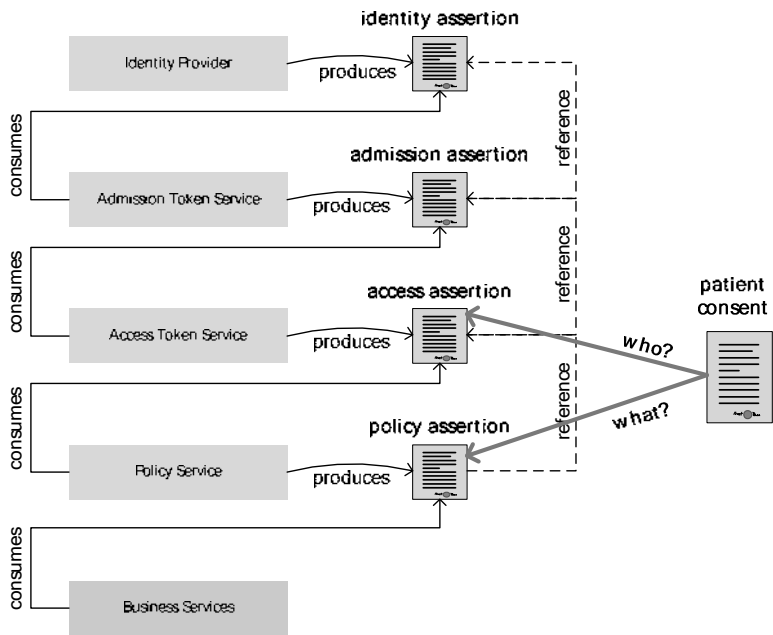 identity assertion
Identity Provider
produces
consumes
reference
admission assertion
Admission Token Service
produces
consumes
reference
access assertion
patient
consent
Access Token Service
produces
who?
consumes
reference
policy assertion
what?
Policy Service
produces
consumes
Business Services